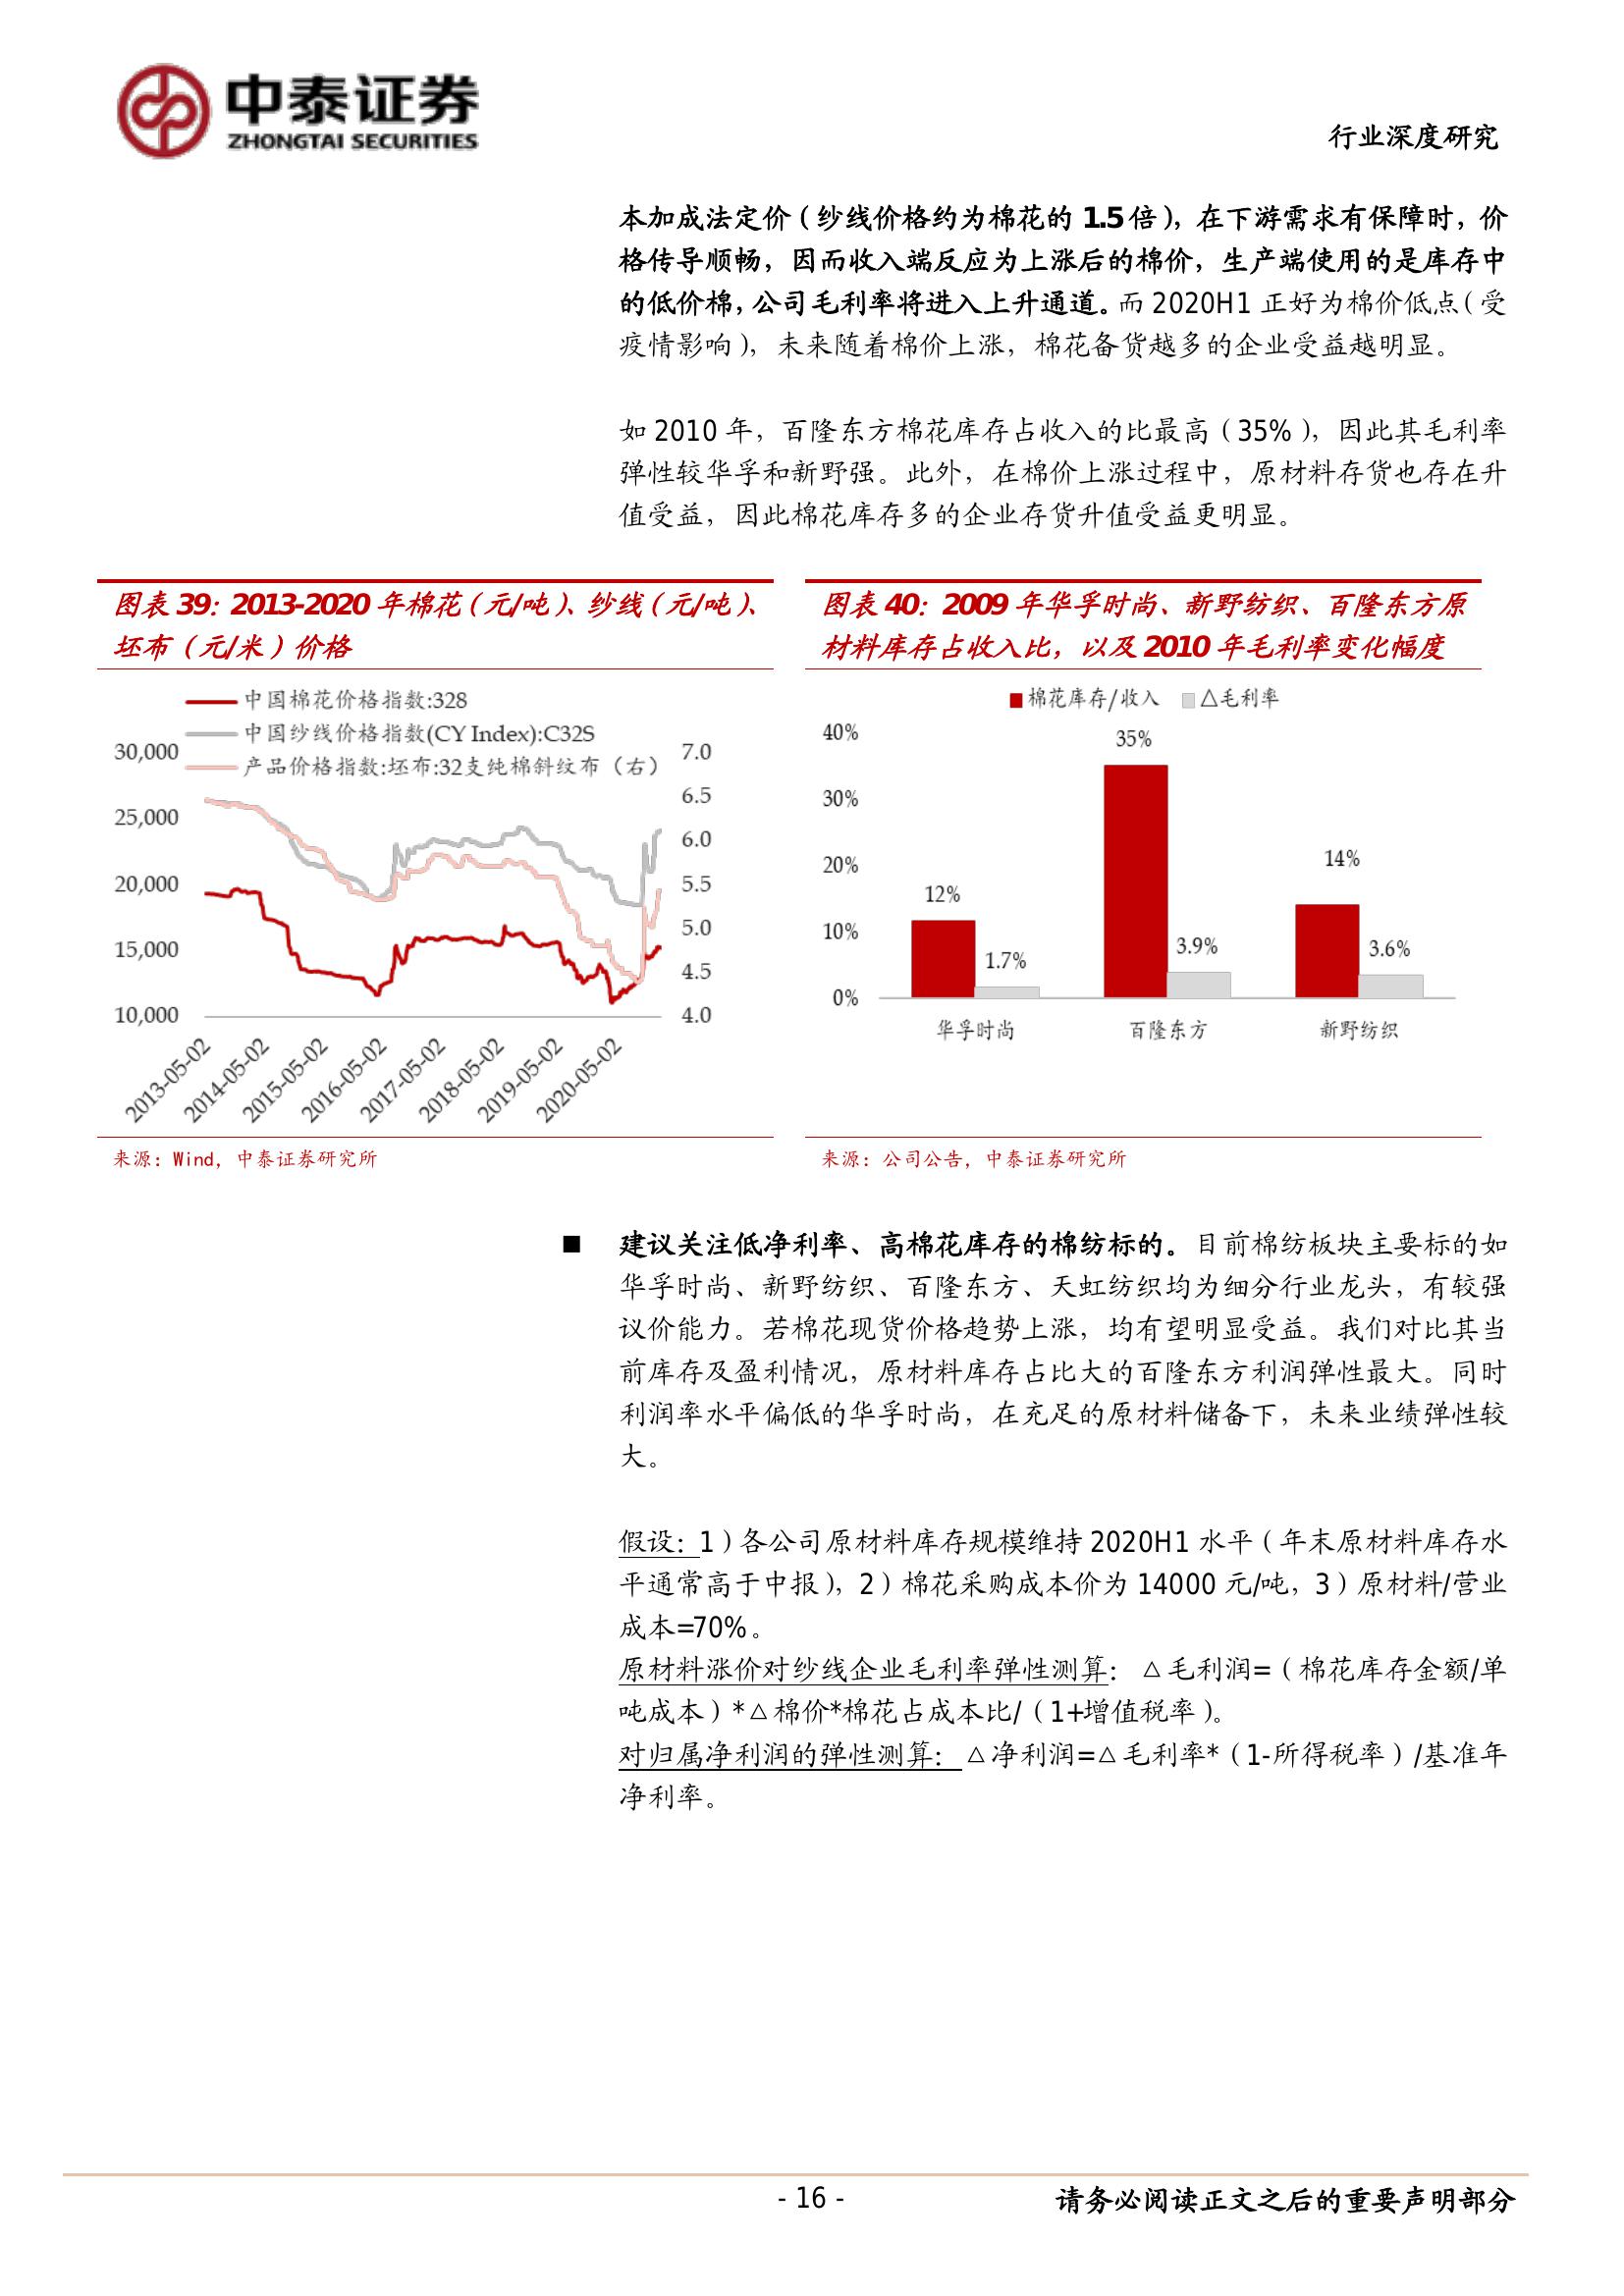 中泰证券
ZHONGTAI SECURITIES
行业深度研究
本加成法定价（纱线价格约为棉花的 1.5 倍），在下游需求有保障时，价
格传导顺畅，因而收入端反应为上涨后的棉价，生产端使用的是库存中
的低价棉，公司毛利率将进入上升通道。而 2020H1 正好为棉价低点（受
疫情影响），未来随着棉价上涨，棉花备货越多的企业受益越明显。
如 2010 年，百隆东方棉花库存占收入的比最高（35%），因此其毛利率
弹性较华孚和新野强。此外，在棉价上涨过程中，原材料存货也存在升
值受益，因此棉花库存多的企业存货升值受益更明显。
图表 39：2013-2020 年棉花（元/吨）、纱线（元/吨）、
坯布（元/米）价格
中国棉花价格指数:328
中国纱线价格指数(CY Index):C32S
产品价格指数:坯布:32支纯棉斜纹布（右）
30,000
25,000
20,000
15,000
10,000
7.0
6.5
6.0
5.5
5.0
4.5
4.0
2013-05-02
2014-05-02
2015-05-02
2016-05-02
2017-05-02
2018-05-02
2019-05-02
2020-05-02
来源：Wind，中泰证券研究所
图表 40：2009 年华孚时尚、新野纺织、百隆东方原
材料库存占收入比，以及 2010 年毛利率变化幅度
棉花库存/收入 △毛利率
40%
30%
20%
10%
0%
12%
1.7%
35%
3.9%
14%
3.6%
华孚时尚 百隆东方 新野纺织
来源：公司公告，中泰证券研究所
■ 建议关注低净利率、高棉花库存的棉纺标的。目前棉纺板块主要标的如
华孚时尚、新野纺织、百隆东方、天虹纺织均为细分行业龙头，有较强
议价能力。若棉花现货价格趋势上涨，均有望明显受益。我们对比其当
前库存及盈利情况，原材料库存占比大的百隆东方利润弹性最大。同时
利润率水平偏低的华孚时尚，在充足的原材料储备下，未来业绩弹性较
大。
假设：1）各公司原材料库存规模维持 2020H1 水平（年末原材料库存水
平通常高于中报），2）棉花采购成本价为 14000 元/吨，3）原材料/营业
成本=70%。
原材料涨价对纱线企业毛利率弹性测算： △毛利润=（棉花库存金额/单
吨成本）*△棉价*棉花占成本比/（1+增值税率）。
对归属净利润的弹性测算：△净利润=△毛利率*（1-所得税率）/基准年
净利率。
- 16 -
请务必阅读正文之后的重要声明部分